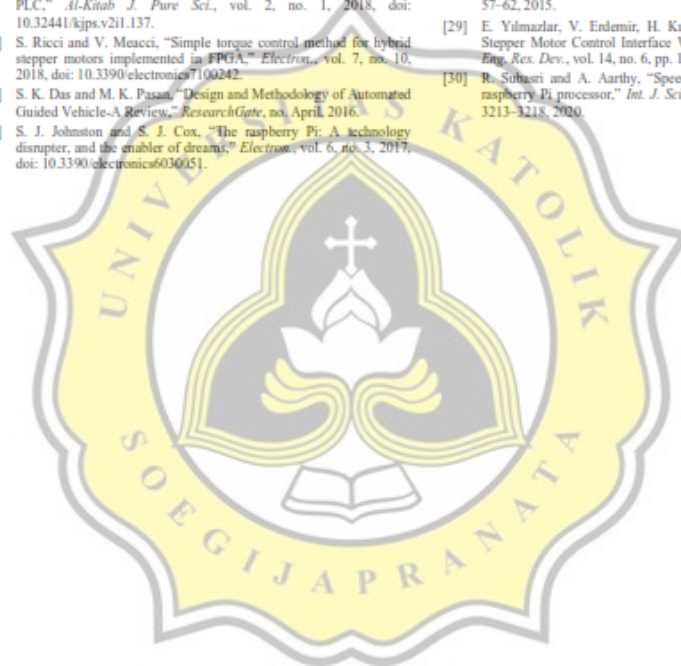 PLC," Al-Kitab J. Pure Sci., vol. 2, no. 1, 2018, doi:
10.32441/kjps.v2i1.137.
] S. Ricci and V. Meacci, "Simple torque control method for hybrid
stepper motors implemented in FPGA," Electron., vol. 7, no. 10,
2018, doi: 10.3390/electronics7100242.
] S. K. Das and M. K. Pasan, "Design and Methodology of Automated
Guided Vehicle-A Review," ResearchGate, no. April, 2016.
] S. J. Johnston and S. J. Cox, "The raspberry Pi: A technology
disrupter, and the enabler of dreams," Electron., vol. 6, no. 3, 2017,
doi: 10.3390/electronics6030051.
57–62, 2015.
[29] E. Yılmazlar, V. Erdemir, H. Ku
Stepper Motor Control Interface
Eng. Res. Dev., vol. 14, no. 6, pp. 1
[30] R. Subasri and A. Aarthy, "Spee
raspberry Pi processor," Int. J. Sci
3213–3218, 2020.
UNIVERSITAS KATOLIK
SOEGIJAPRANATA